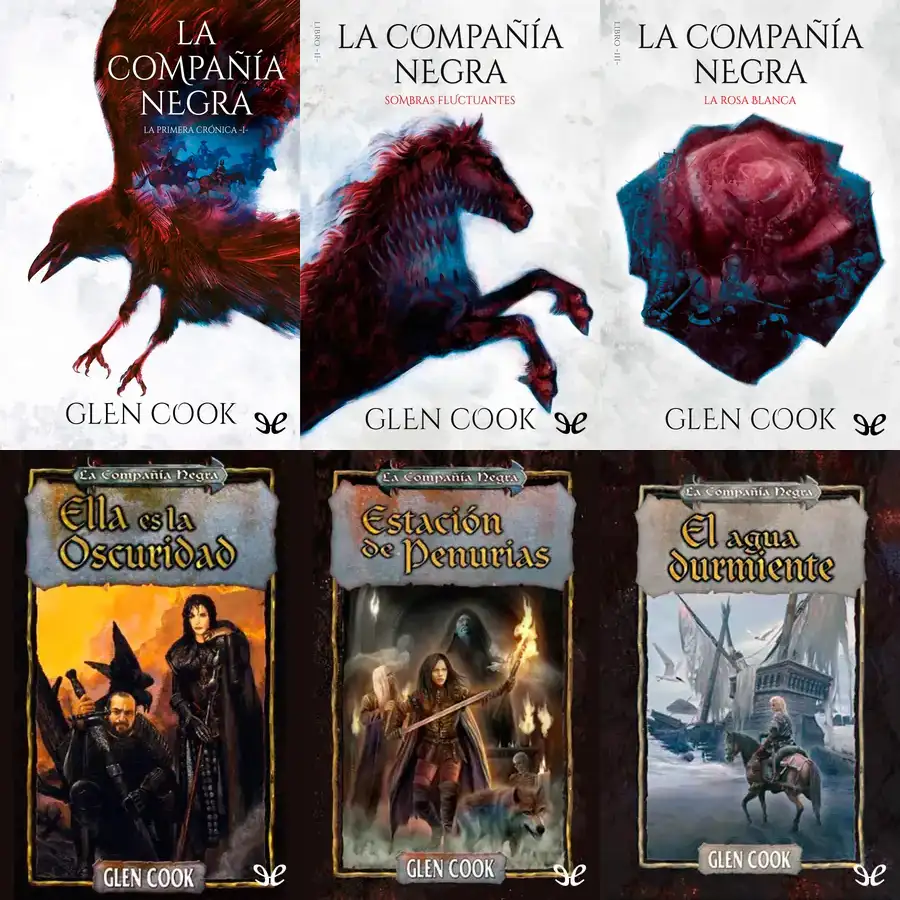 LA
COMPAÑÍA
NEGRA
LA PRIMERA CRÓNICA -I-
GLEN COOK
LIBRO -II-
LA COMPAÑÍA
NEGRA
SOMBRAS FLUCTUANTES
GLEN COOK
LIBRO -III-
LA COMPAÑÍA
NEGRA
LA ROSA BLANCA
GLEN COOK
La Compañía Negra
Ella es la
Oscuridad
GLEN COOK
La Compañía Negra
Estación
de Penurias
GLEN COOK
La Compañía Negra
El agua
durmiente
GLEN COOK